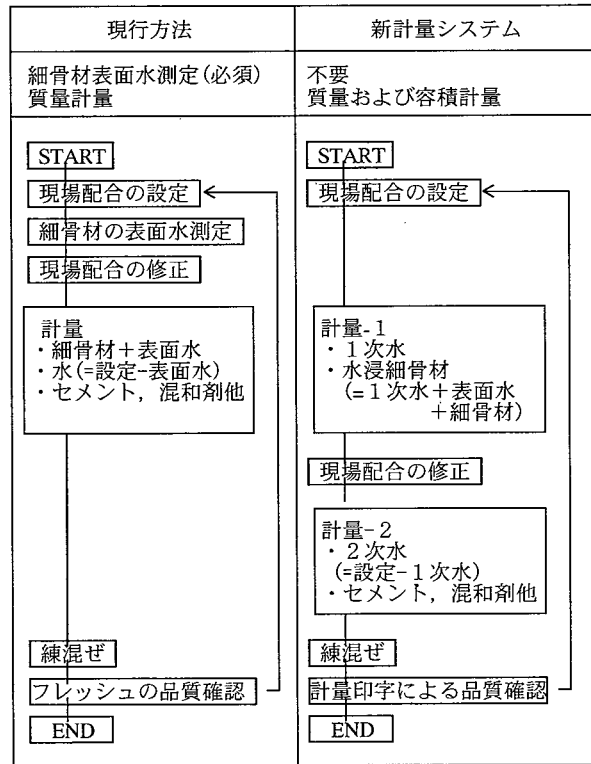 現行方法
新計量システム
細骨材表面水測定(必須)
質量計量
不要
質量および容積計量
START
現場配合の設定
細骨材の表面水測定
現場配合の修正
計量
・細骨材＋表面水
・水(=設定-表面水)
・セメント，混和剤他
練混ぜ
フレッシュの品質確認
END
START
現場配合の設定
計量-1
・１次水
・水浸細骨材
(=１次水＋表面水
＋細骨材)
現場配合の修正
計量-2
・２次水
(=設定-１次水)
・セメント，混和剤他
練混ぜ
計量印字による品質確認
END